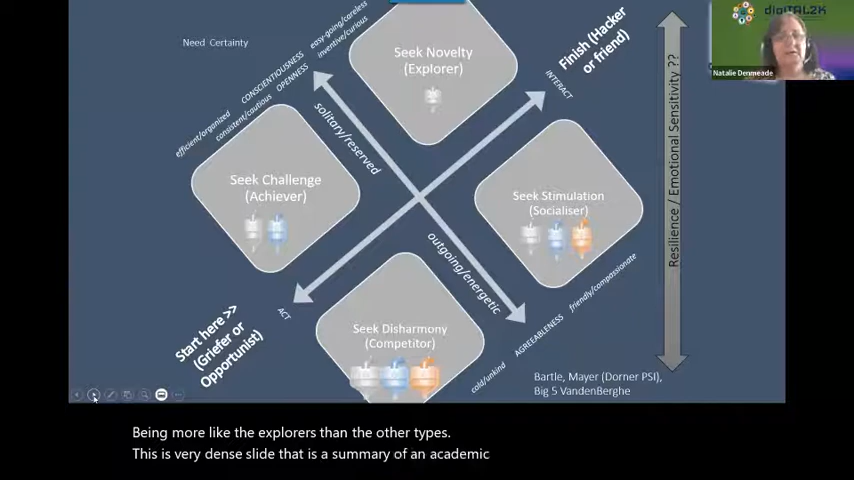 digiTAL2K
Natalie Denmeade
Need Certainty
easy-going/careless
inventive/curious
CONSCIENTIOUSNESS
OPENNESS
efficient/organized
consistent/cautious
Seek Novelty
(Explorer)
Finish (Hacker
or friend)
INTERACT
solitary/reserved
Seek Challenge
(Achiever)
Seek Stimulation
(Socialiser)
Resilience / Emotional Sensitivity ??
outgoing/energetic
friendly/compassionate
AGREEABLENESS
cold/unkind
ACT
Start here >>
(Griefer or
Opportunist)
Seek Disharmony
(Competitor)
Bartle, Mayer (Dorner PSI),
Big 5 VandenBerghe
Being more like the explorers than the other types.
This is very dense slide that is a summary of an academic